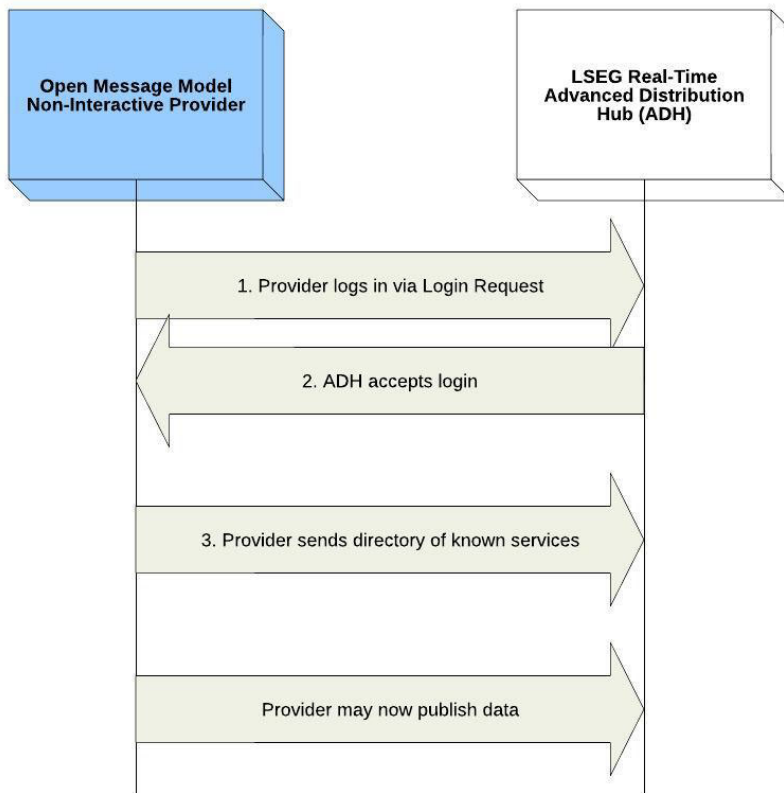 Open Message Model
Non-Interactive Provider
LSEG Real-Time
Advanced Distribution
Hub (ADH)
1. Provider logs in via Login Request
2. ADH accepts login
3. Provider sends directory of known services
Provider may now publish data